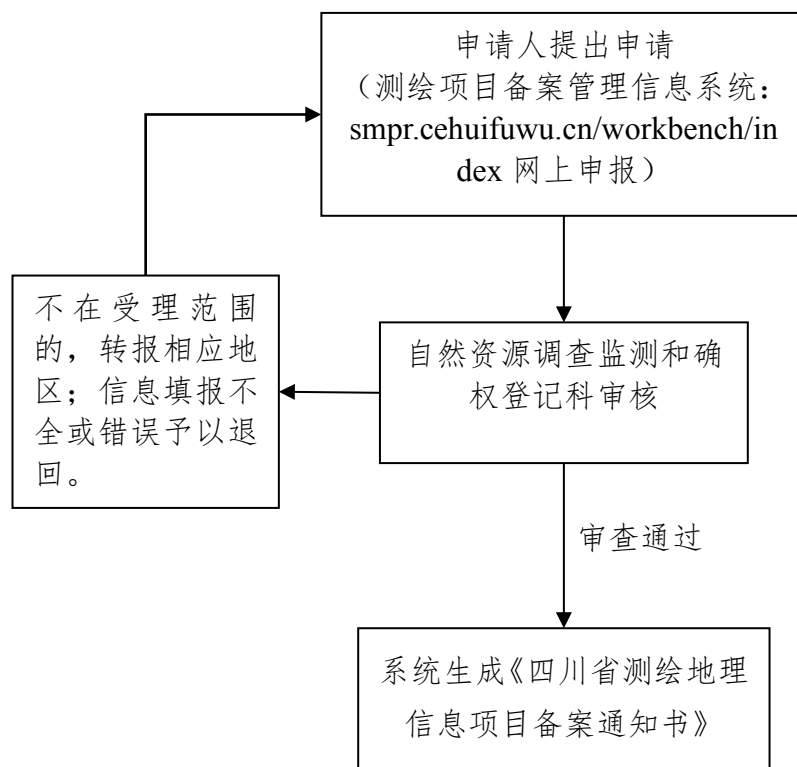 申请人提出申请
（测绘项目备案管理信息系统：
smpr.cehuifuwu.cn/workbench/in
dex 网上申报）
不在受理范围
的，转报相应地
区；信息填报不
全或错误予以退
回。
自然资源调查监测和确
权登记科审核
审查通过
系统生成《四川省测绘地理
信息项目备案通知书》